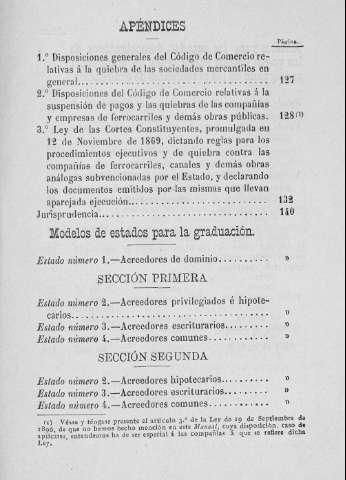 APÉNDICES
Página.
1.° Disposiciones generales del Código de Comercio re-
lativas á la quiebra de las sociedades mercantiles en
general........................ 127
2.° Disposiciones del Código de Comercio relativas á la
suspensión de pagos y las quiebras de las compañías
y empresas de ferrocarriles y demás obras públicas. 128 (1)
3.° Ley de las Cortes Constituyentes, promulgada en
12 de Noviembre de 1869, dictando reglas para los
procedimientos ejecutivos y de quiebra contra las
compañías de ferrocarriles, canales y demás obras
análogas subvencionadas por el Estado, y declarando
los documentos emitidos por las mismas que llevan
aparejada ejecución................ 132
Jurisprudencia........................ 140
Modelos de estados para la graduación.
Estado número 1.—Acreedores de dominio.......... »
SECCIÓN PRIMERA
Estado número 2.—Acreedores privilegiados é hipote-
carios........................ »
Estado número 3.—Acreedores escriturarios.......... »
Estado número 4.—Acreedores comunes.......... »
SECCIÓN SEGUNDA
Estado número 2.—Acreedores hipotecarios.......... »
Estado número 3.—Acreedores escriturarios.......... »
Estado número 4.—Acreedores comunes.......... »
(1) Véase y téngase presente el artículo 3.° de la Ley de 19 de Septiembre de
1896, de que no hemos hecho mención en este Manual, cuya disposición, caso de
aplicarse, entendemos ha de ser especial á las compañías á que se refiere dicha
Ley.